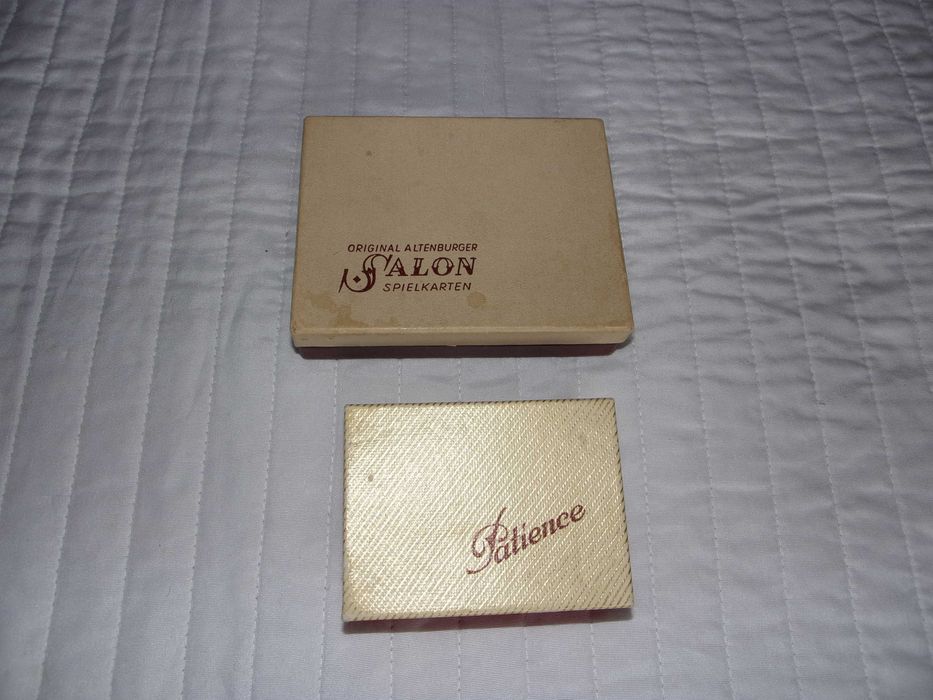 ORIGINAL ALTENBURGER
SALON
SPIELKARTEN
Patience